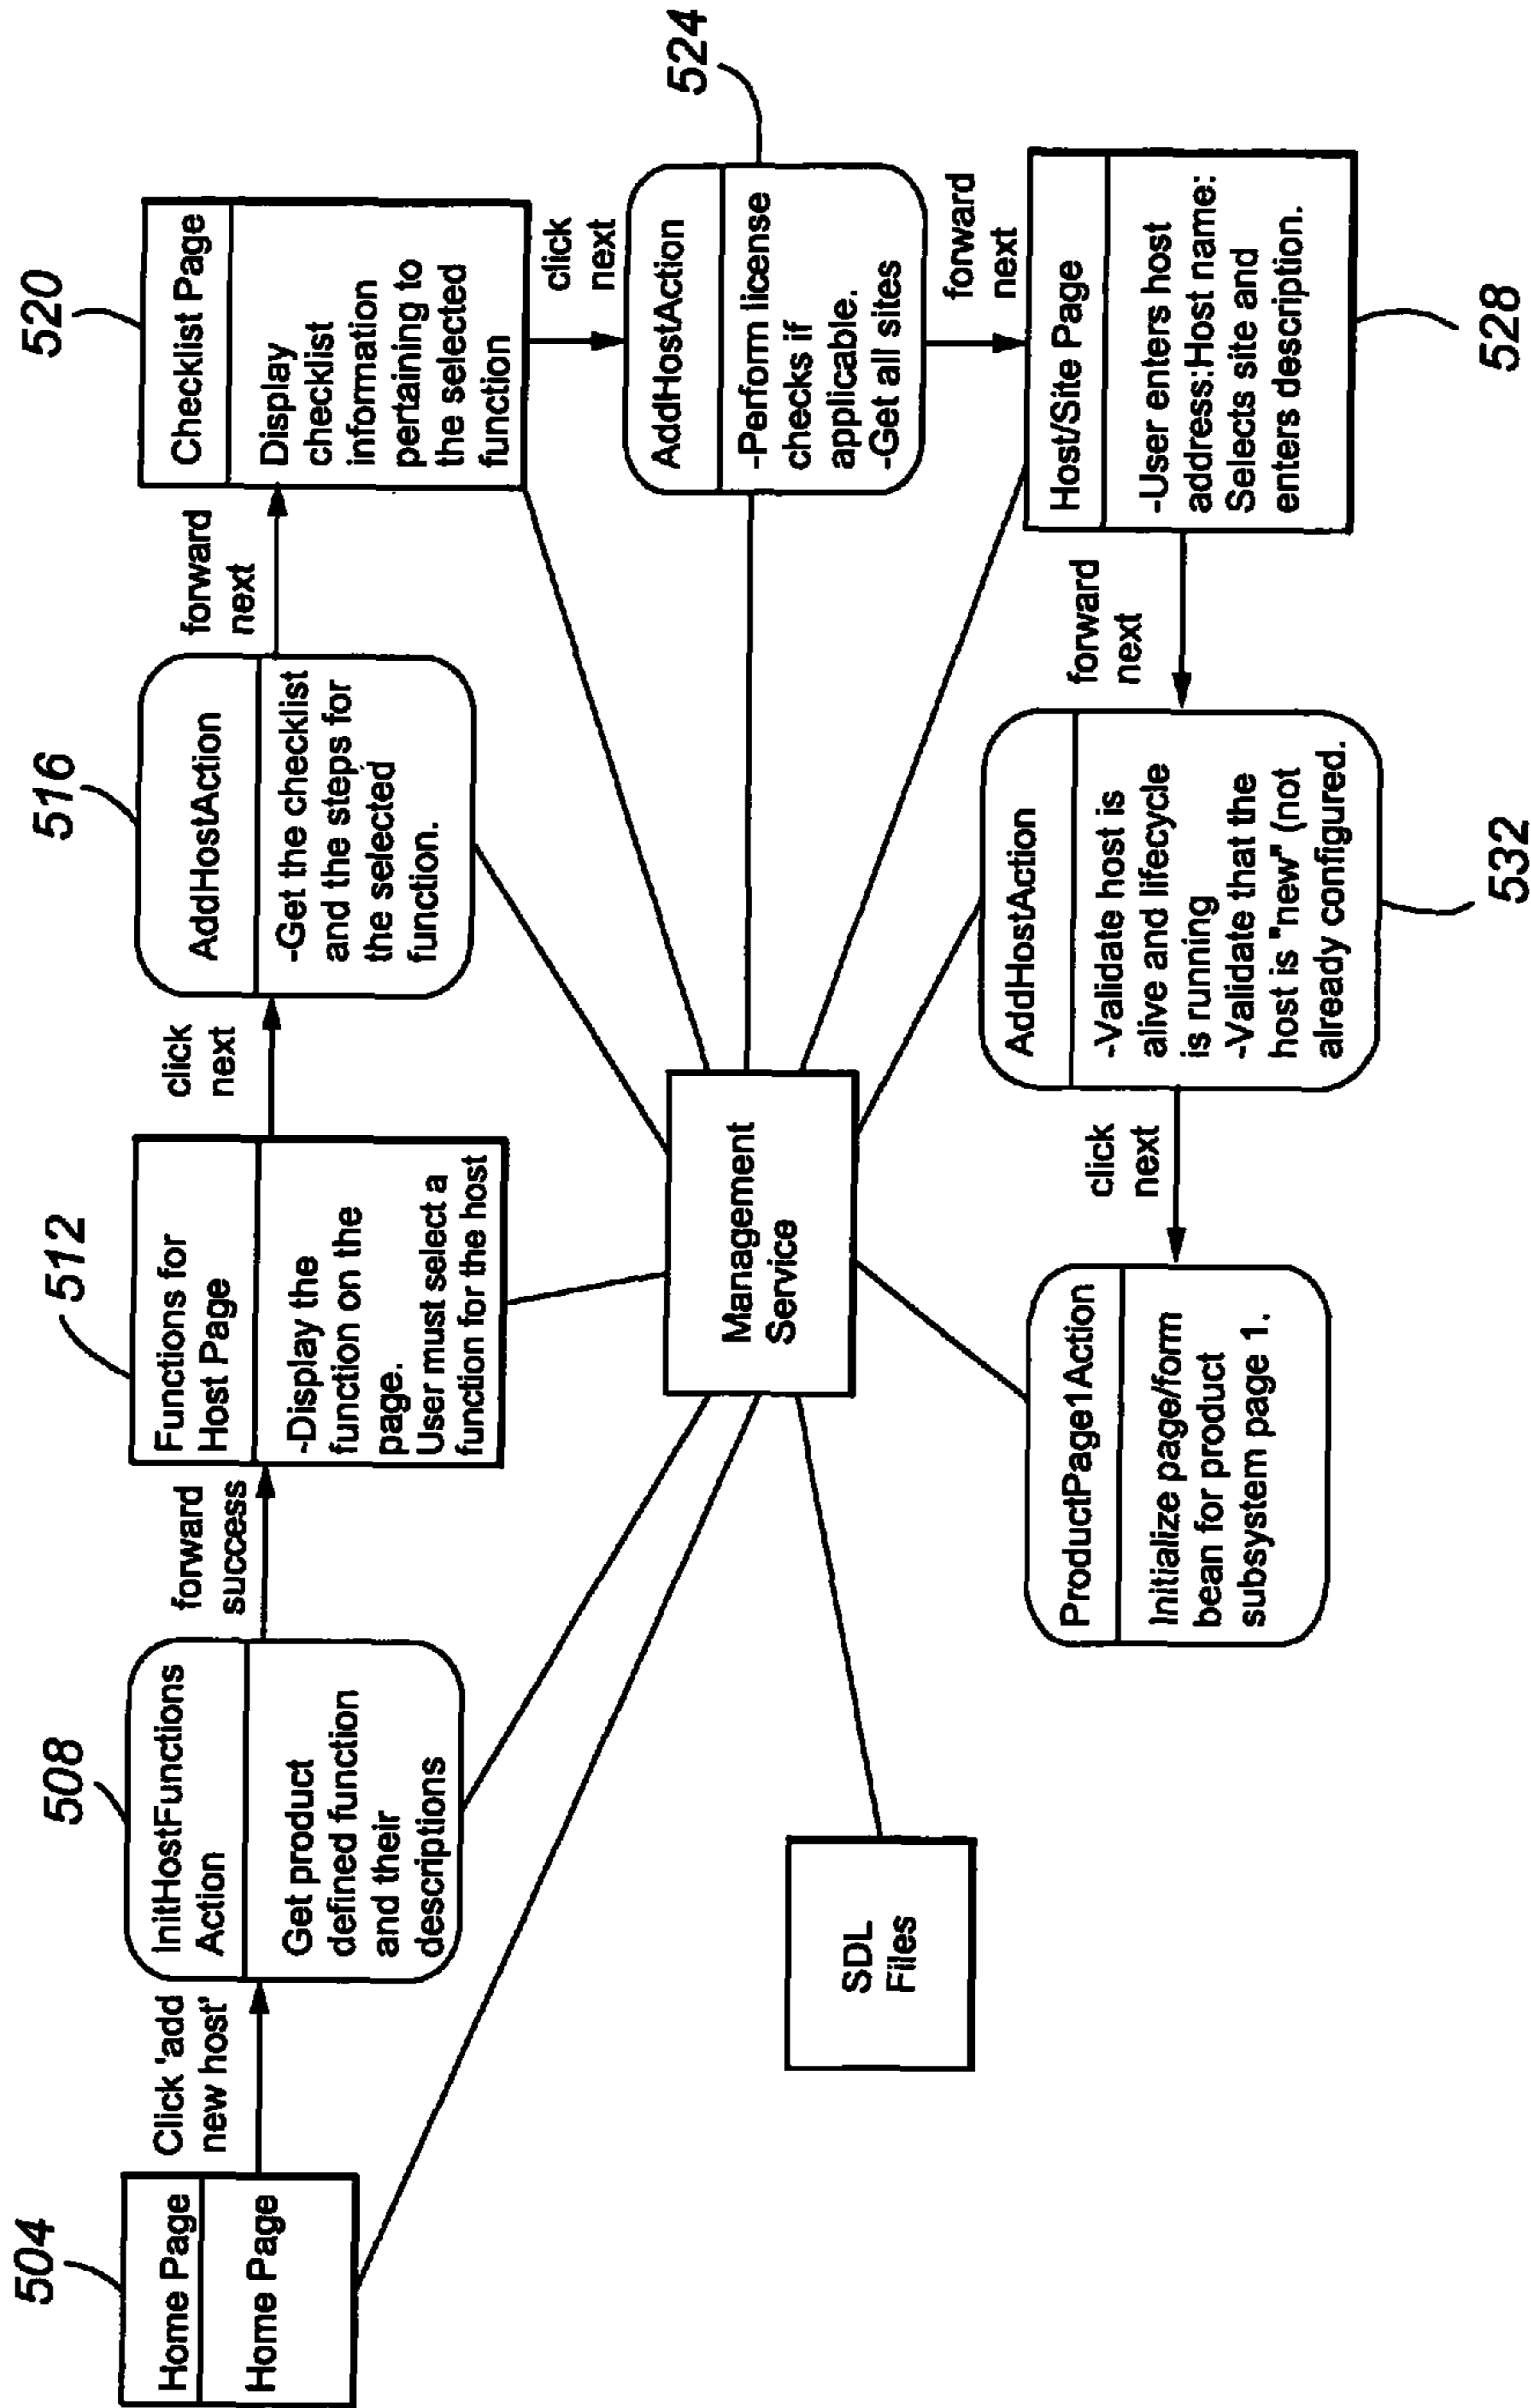 504
Home Page
Home Page
Click 'add
new host'
508
InitHostFunctions
Action
Get product
defined function
and their
descriptions
forward
success
512
Functions for
Host Page
-Display the
function on the
page.
User must select a
function for the host
click
next
516
AddHostAction
-Get the checklist
and the steps for
the selected
function.
forward
next
520
Checklist Page
Display
checklist
information
pertaining to
the selected
function
click
next
524
AddHostAction
-Perform license
checks if
applicable.
-Get all sites
forward
next
Host/Site Page
-User enters host
address:Host name:
Selects site and
enters description.
528
forward
next
AddHostAction
-Validate host is
alive and lifecycle
is running
-Validate that the
host is "new" (not
already configured.
532
click
next
ProductPage1Action
Initialize page/form
bean for product
subsystem page 1.
Management
Service
SDL
Files